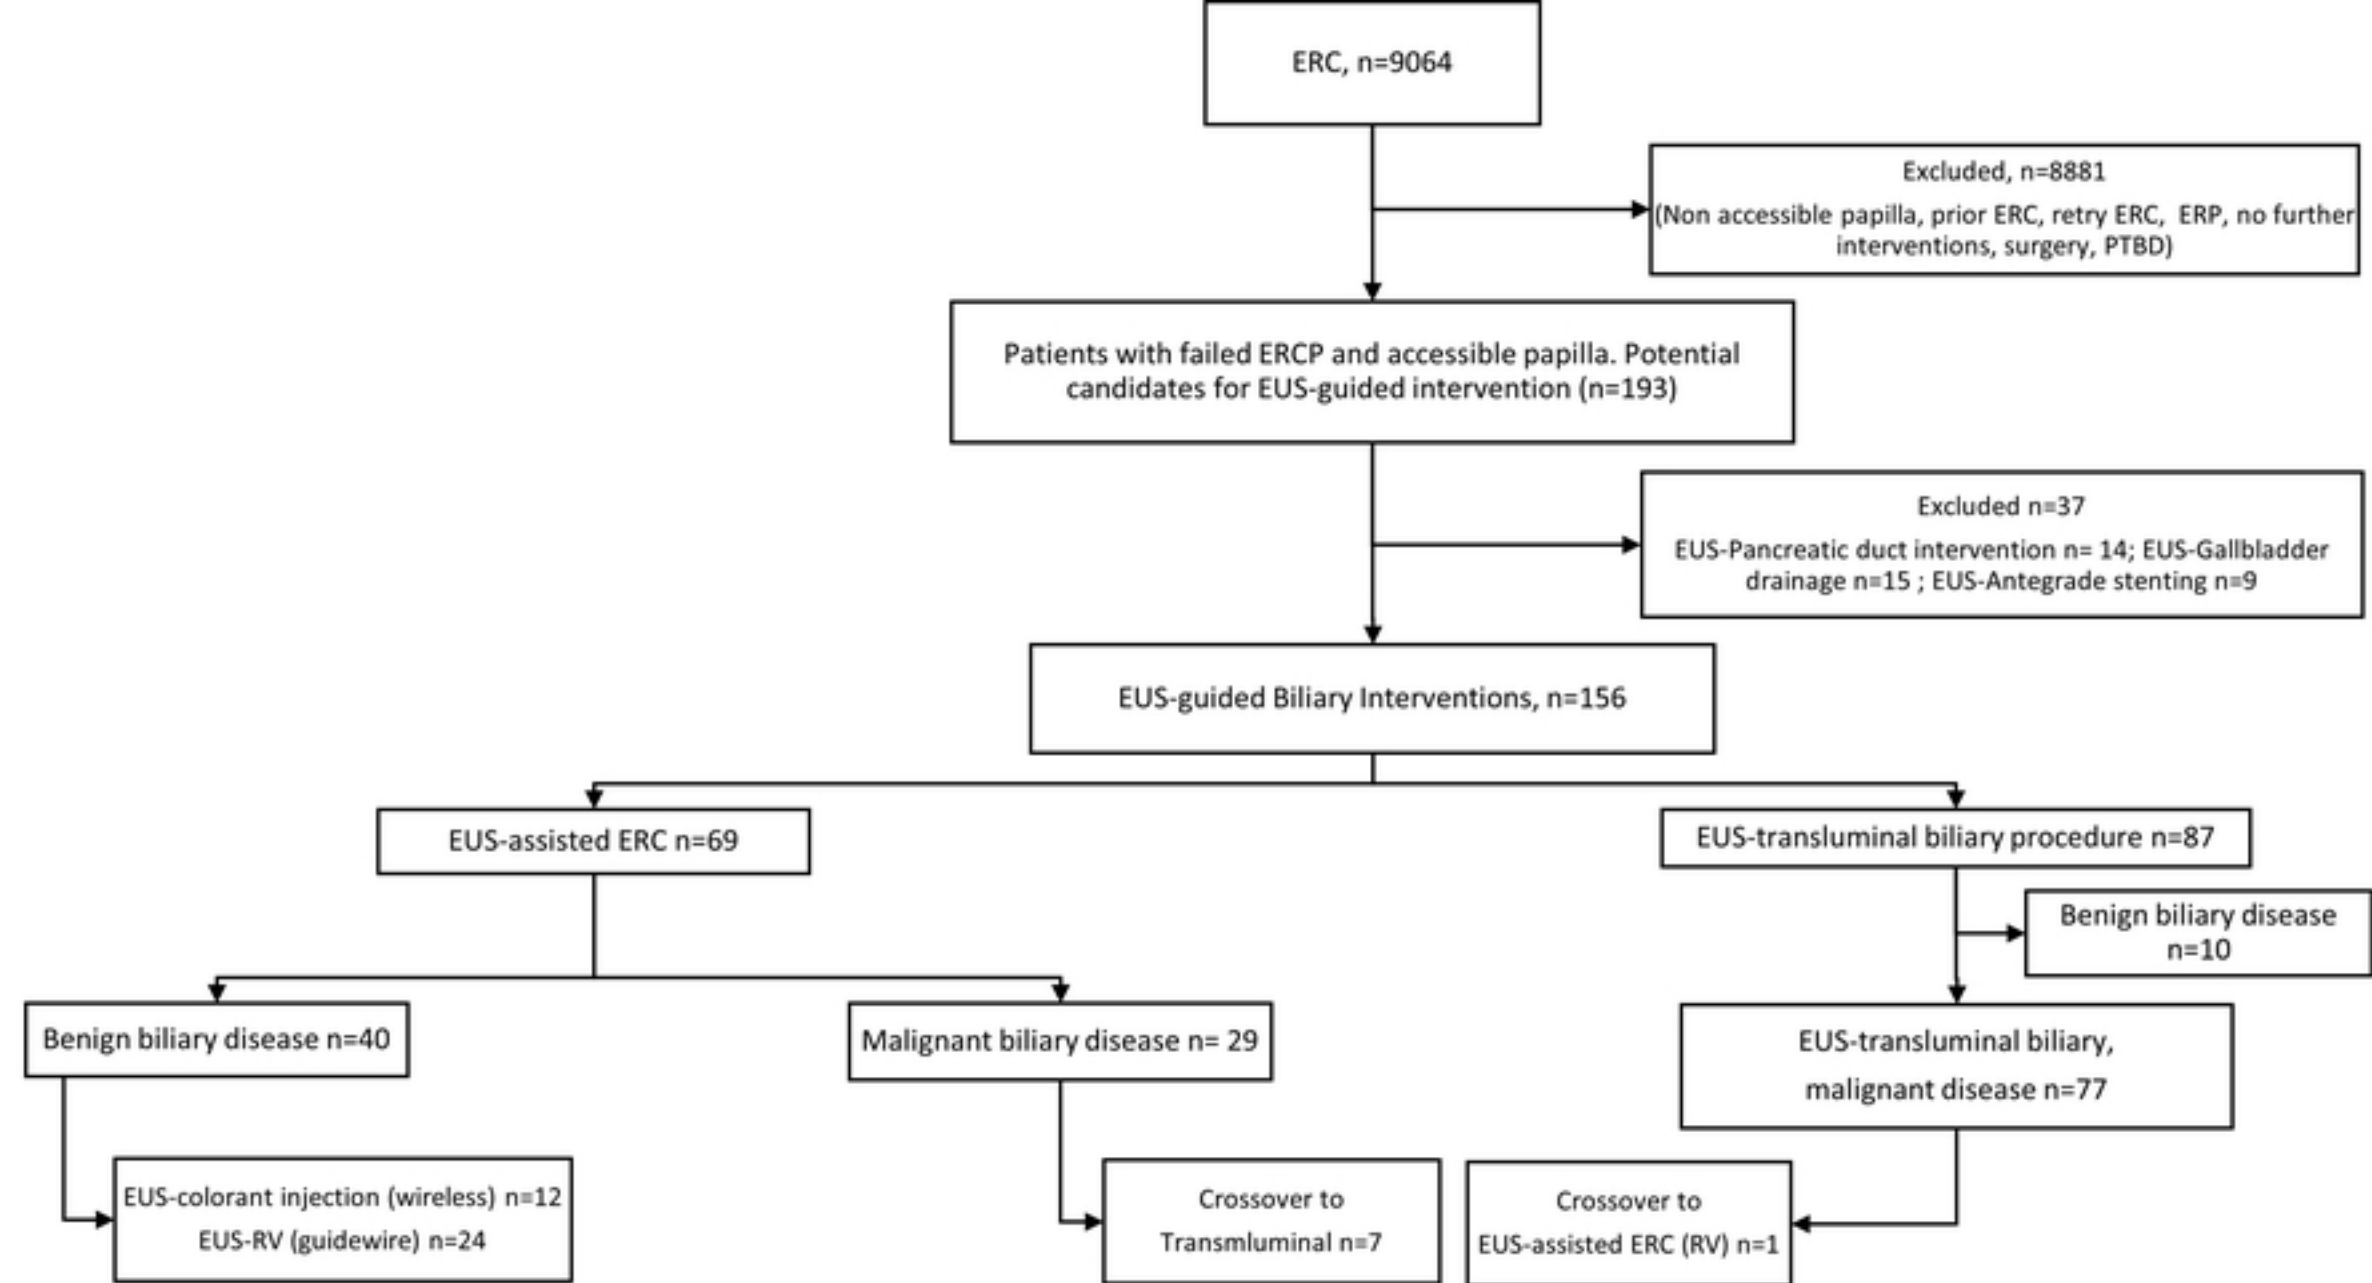 ERC, n=9064
Excluded, n=8881
(Non accessible papilla, prior ERC, retry ERC, ERP, no further
interventions, surgery, PTBD)
Patients with failed ERCP and accessible papilla. Potential
candidates for EUS-guided intervention (n=193)
Excluded n=37
EUS-Pancreatic duct intervention n= 14; EUS-Gallbladder
drainage n=15 ; EUS-Antegrade stenting n=9
EUS-guided Biliary Interventions, n=156
EUS-assisted ERC n=69
EUS-transluminal biliary procedure n=87
Benign biliary disease
n=10
Benign biliary disease n=40
Malignant biliary disease n= 29
EUS-transluminal biliary,
malignant disease n=77
EUS-colorant injection (wireless) n=12
EUS-RV (guidewire) n=24
Crossover to
Transmluminal n=7
Crossover to
EUS-assisted ERC (RV) n=1